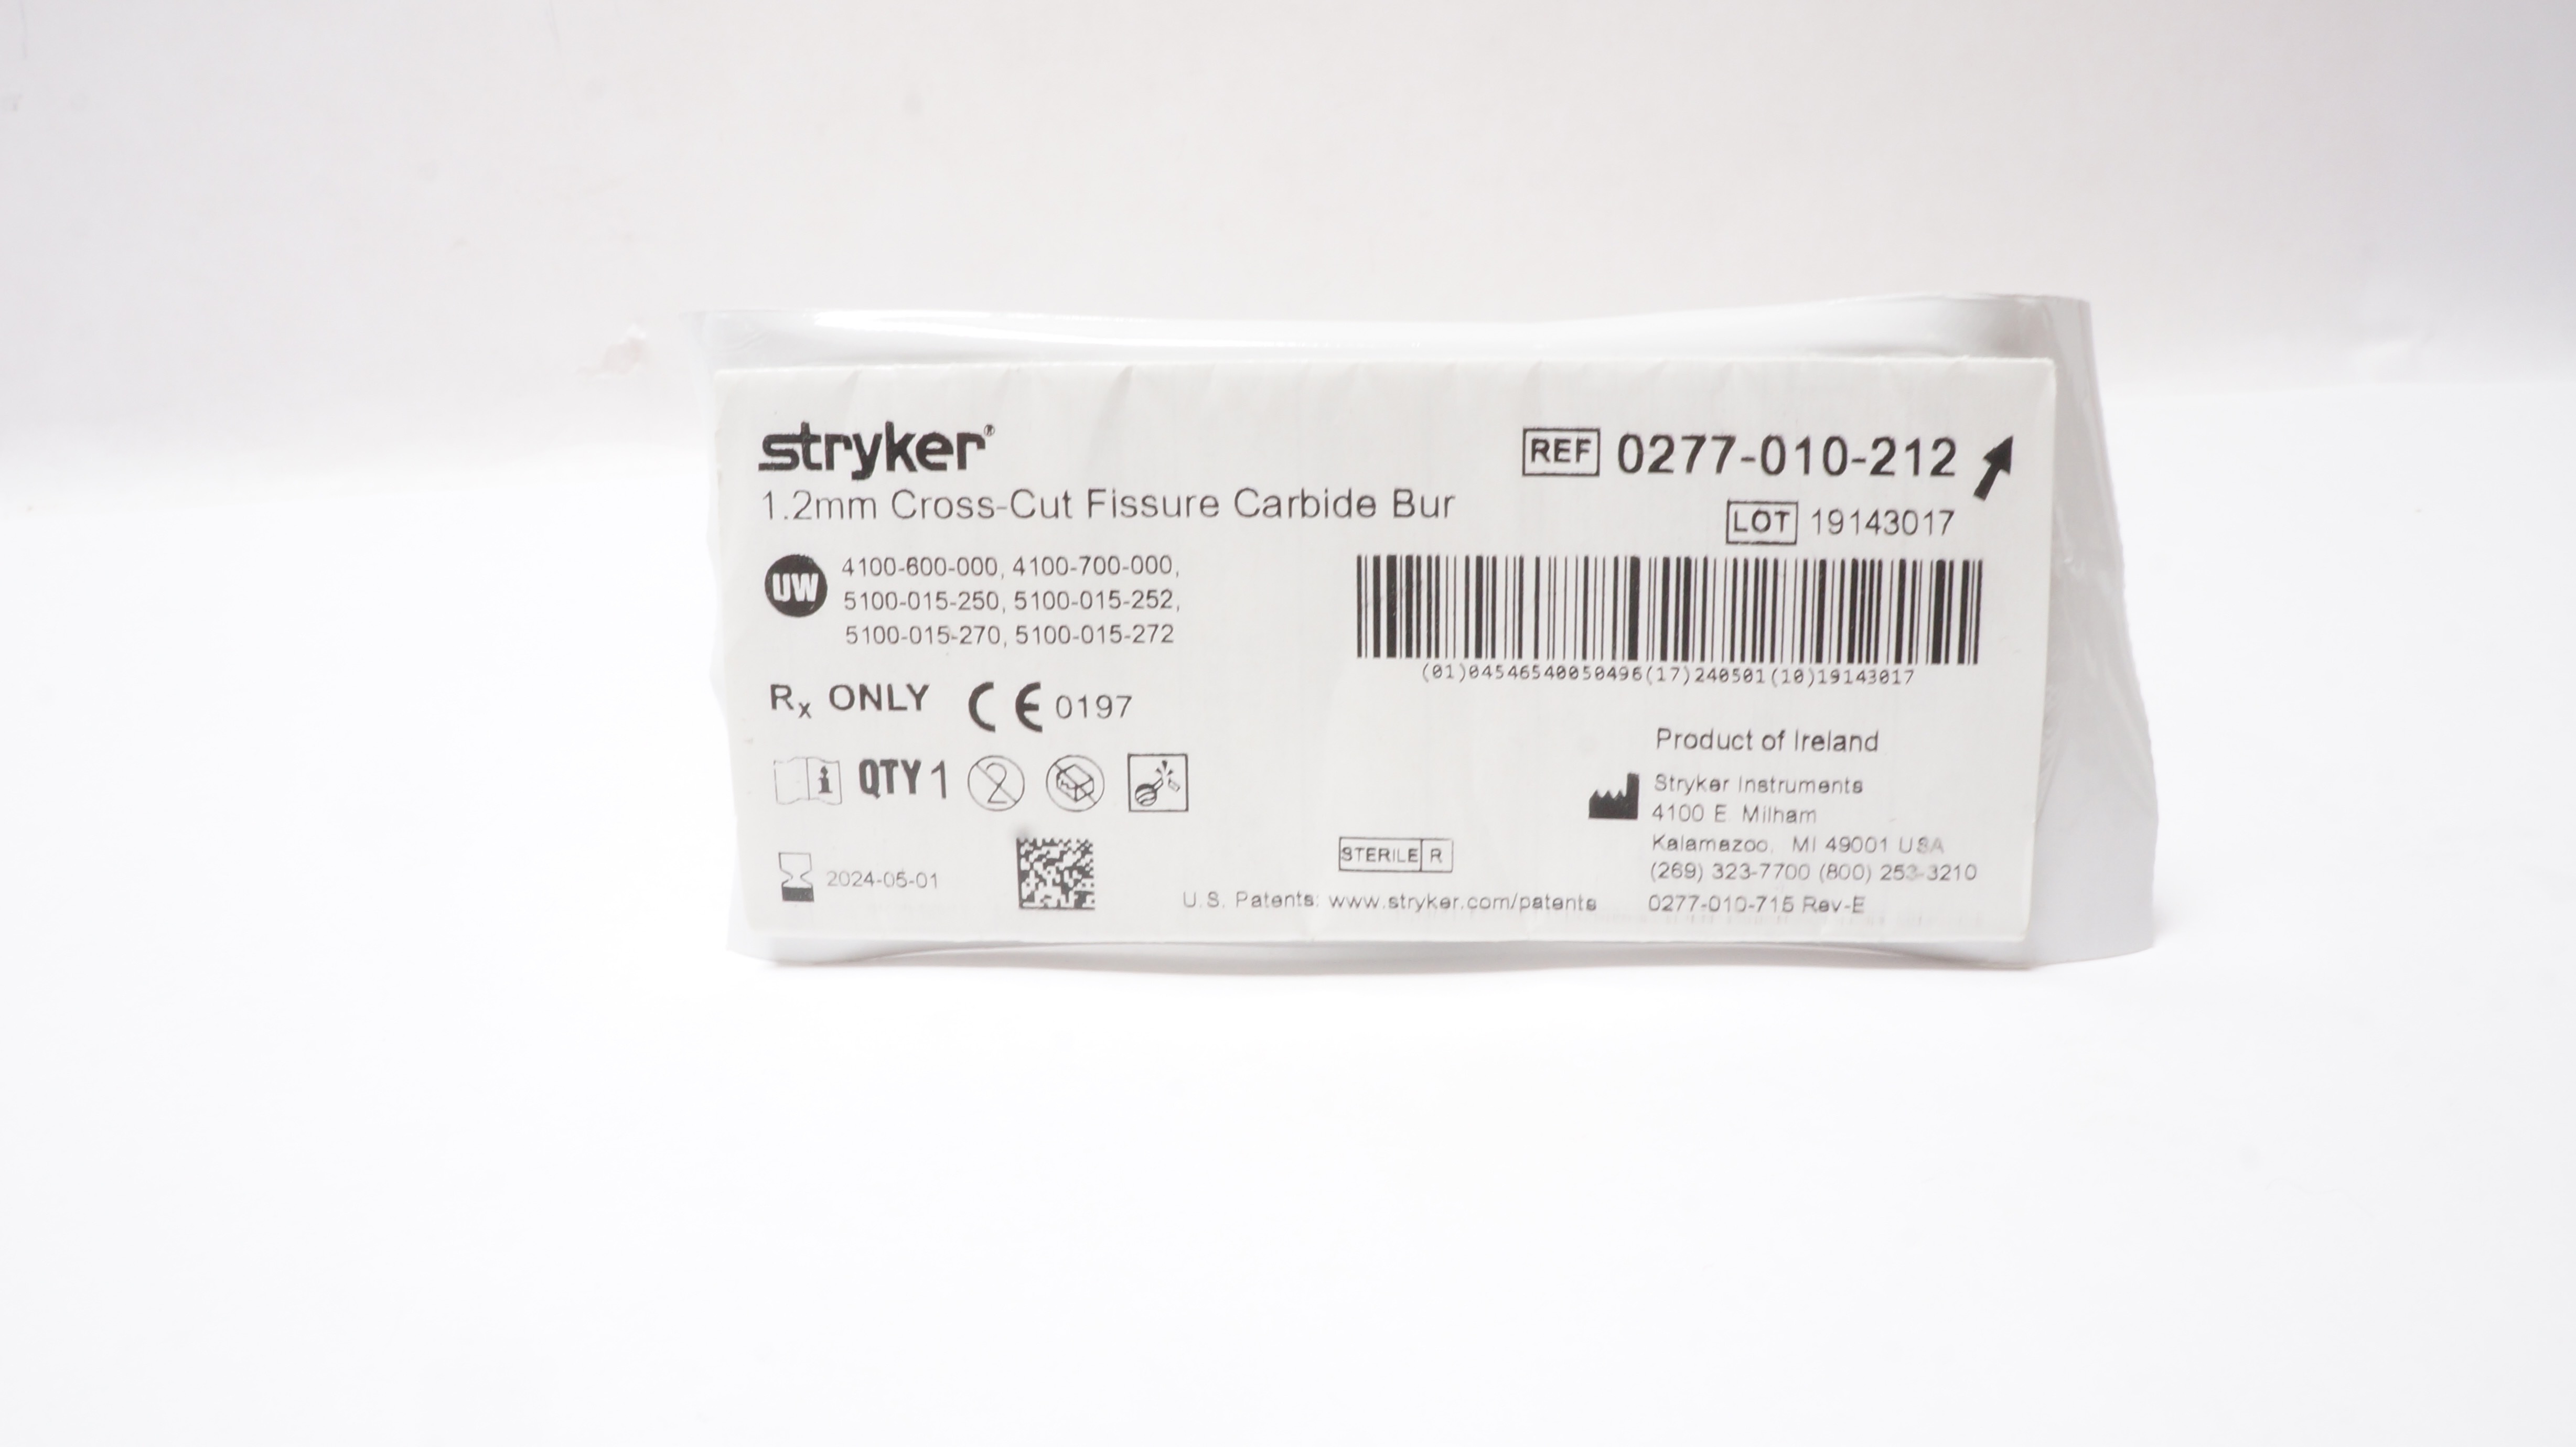 stryker®
1.2mm Cross-Cut Fissure Carbide Bur
REF 0277-010-212
LOT 19143017
UW 4100-600-000, 4100-700-000,
5100-015-250, 5100-015-252,
5100-015-270, 5100-015-272
(01)04546540050496(17)240501(10)19143017
Rx ONLY CE 0197
i QTY 1 2
2024-05-01
STERILE R
U.S. Patents: www.stryker.com/patents
Product of Ireland
Stryker Instruments
4100 E. Milham
Kalamazoo, MI 49001 USA
(269) 323-7700 (800) 253-3210
0277-010-715 Rev-E